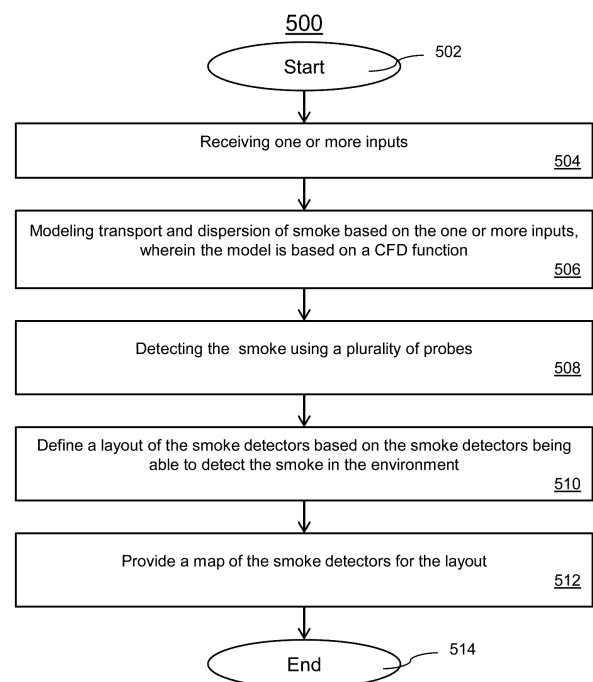 500
Start
502
Receiving one or more inputs
504
Modeling transport and dispersion of smoke based on the one or more inputs,
wherein the model is based on a CFD function
506
Detecting the smoke using a plurality of probes
508
Define a layout of the smoke detectors based on the smoke detectors being
able to detect the smoke in the environment
510
Provide a map of the smoke detectors for the layout
512
End
514